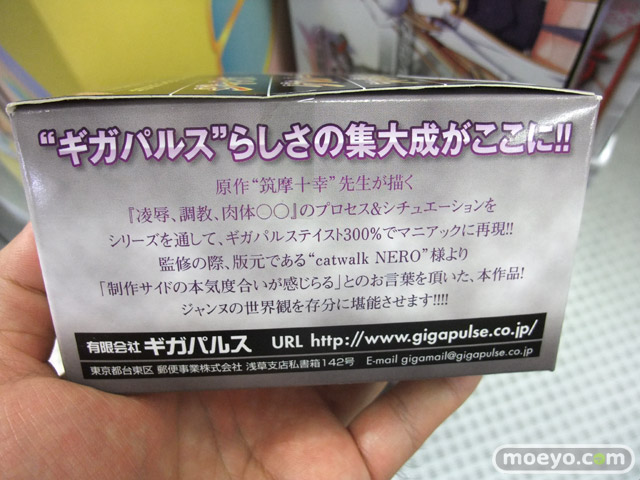 “ギガパルス”らしさの集大成がここに!!
原作“筑摩十幸”先生が描く
『凌辱、調教、肉体〇〇』のプロセス&シチュエーションを
シリーズを通して、ギガパルステイスト300%でマニアックに再現!!
監修の際、版元である“catwalk NERO”様より
「制作サイドの本気度合いが感じらる」とのお言葉を頂いた、本作品!
ジャンヌの世界観を存分に堪能させます!!!!
有限会社 ギガパルス URL http://www.gigapulse.co.jp/
東京都台東区 郵便事業株式会社 浅草支店私書箱142号 E-mail gigamail@gigapulse.co.jp
moeyo.com